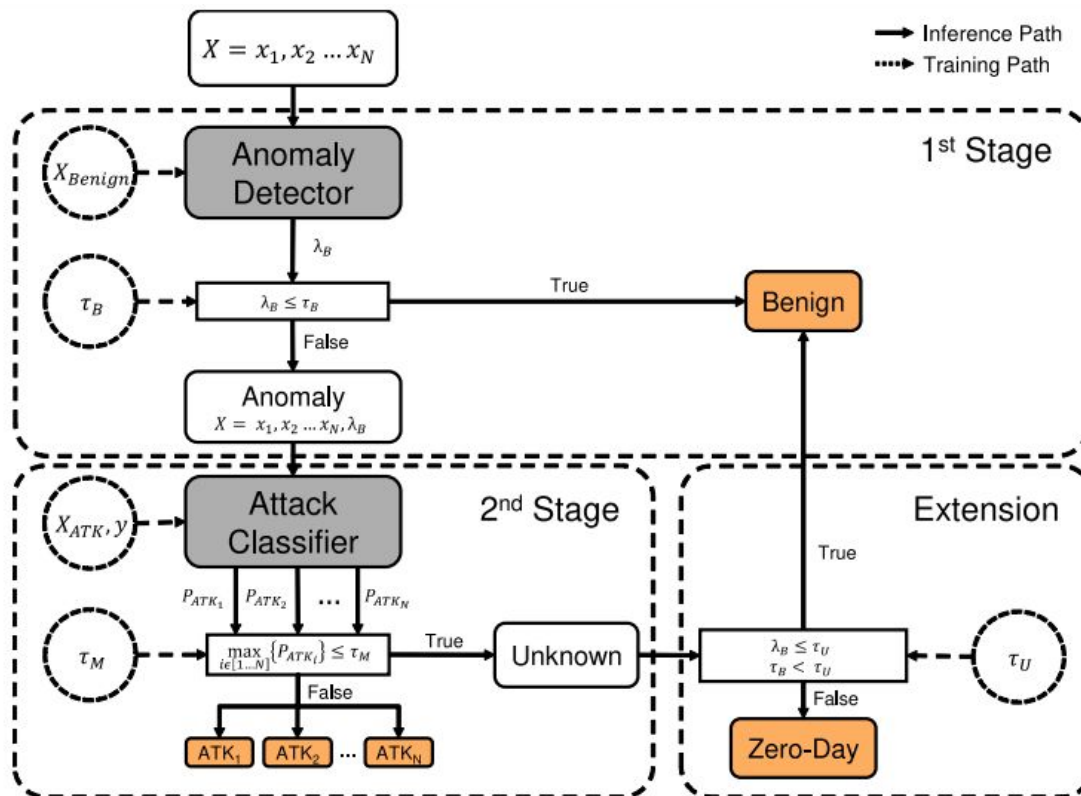 X = x₁, x₂ … x_N
Inference Path
Training Path
1st Stage
X_Benign
Anomaly
Detector
λ_B
τ_B
λ_B ≤ τ_B
True
Benign
False
Anomaly
X = x₁, x₂ … x_N, λ_B
2nd Stage
X_ATK, y
Attack
Classifier
P_ATK₁ P_ATK₂ … P_ATK_N
τ_M
max_{i∈[1…N]}{P_ATK_i} ≤ τ_M
True
Unknown
False
ATK₁ ATK₂ … ATK_N
Extension
True
λ_B ≤ τ_U
τ_B < τ_U
τ_U
False
Zero-Day